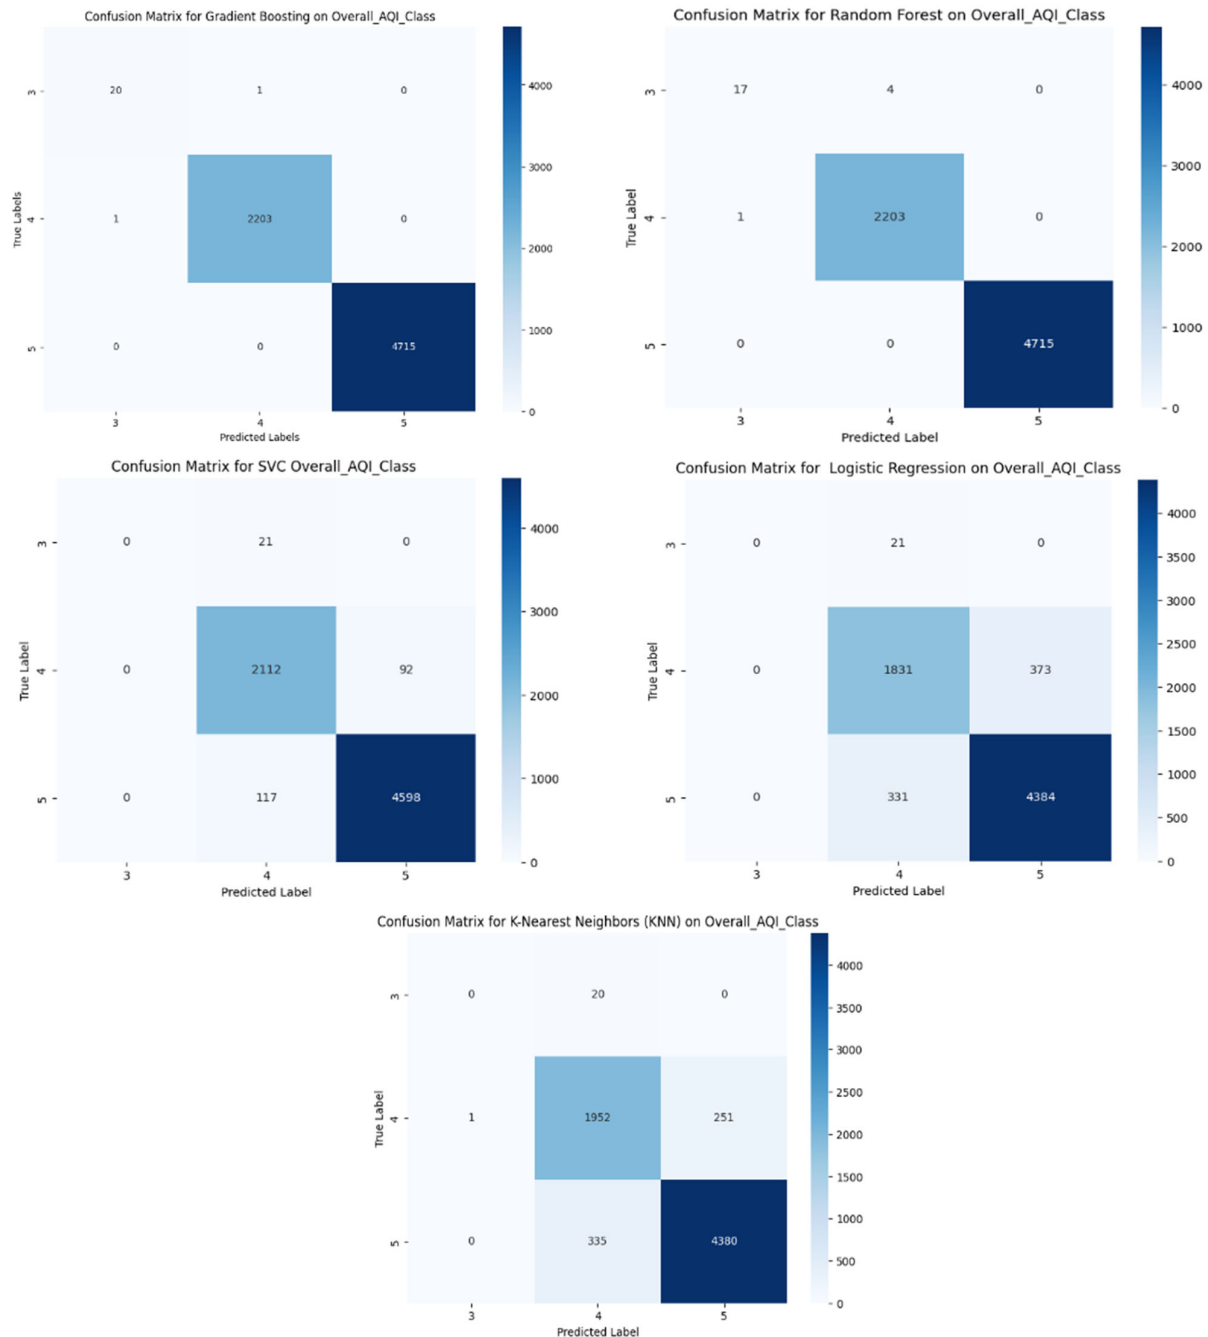 Confusion Matrix for Gradient Boosting on Overall_AQI_Class
3 20 1 0
4 1 2203 0
5 0 0 4715
3 4 5
True Labels
Predicted Labels
4000
3000
2000
1000
0
Confusion Matrix for Random Forest on Overall_AQI_Class
3 17 4 0
4 1 2203 0
5 0 0 4715
3 4 5
True Label
Predicted Label
4000
3000
2000
1000
0
Confusion Matrix for SVC Overall_AQI_Class
3 0 21 0
4 0 2112 92
5 0 117 4598
3 4 5
True Label
Predicted Label
4000
3000
2000
1000
0
Confusion Matrix for Logistic Regression on Overall_AQI_Class
3 0 21 0
4 0 1831 373
5 0 331 4384
3 4 5
True Label
Predicted Label
4000
3500
3000
2500
2000
1500
1000
500
0
Confusion Matrix for K-Nearest Neighbors (KNN) on Overall_AQI_Class
3 0 20 0
4 1 1952 251
5 0 335 4380
3 4 5
True Label
Predicted Label
4000
3500
3000
2500
2000
1500
1000
500
0